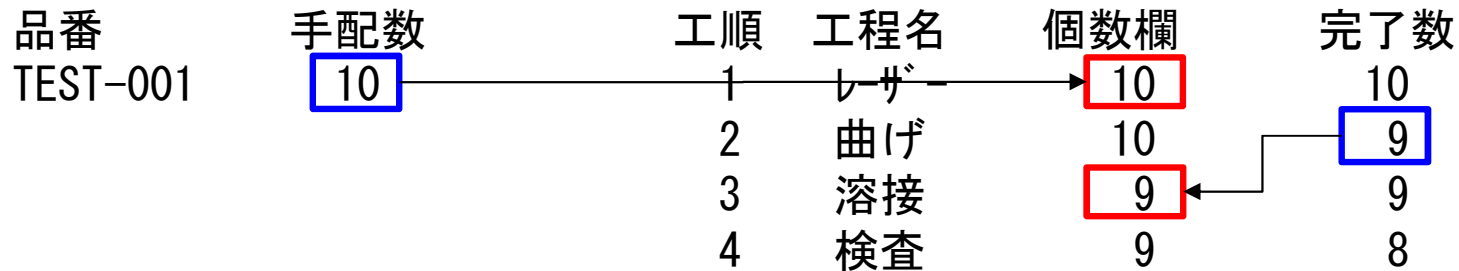 品番 手配数 工順 工程名 個数欄 完了数
TEST-001 10 1 ﾚｰｻﾞｰ 10 10
2 曲げ 10 9
3 溶接 9 9
4 検査 9 8